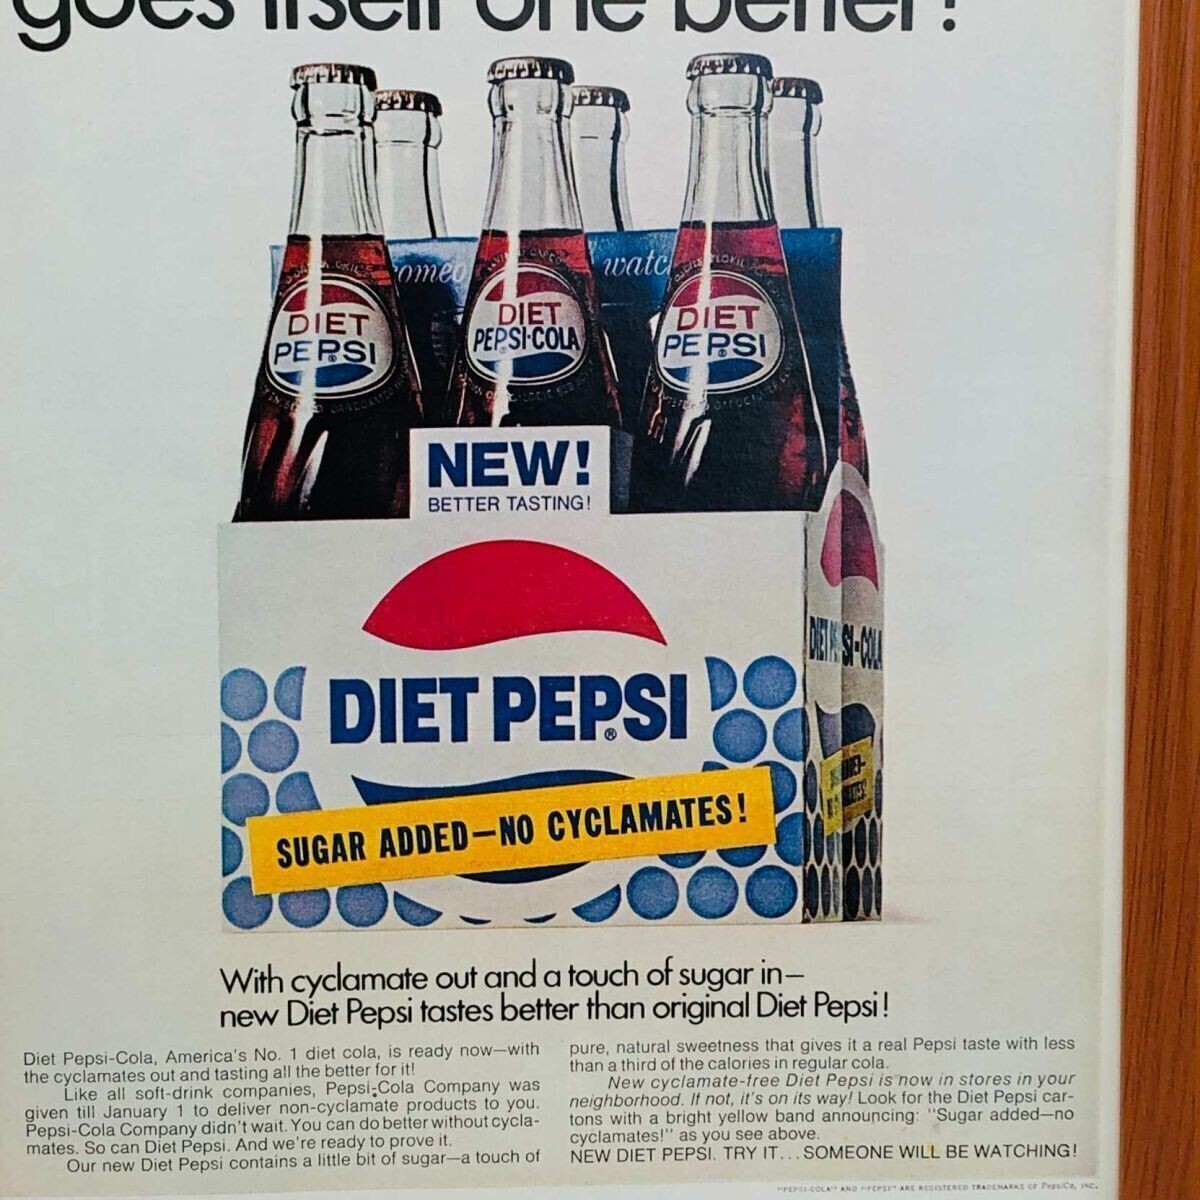 goes itself one better!
DIET
PEPSI
DIET
PEPSI-COLA
DIET
PEPSI
NEW!
BETTER TASTING!
DIET PEPSI®
SUGAR ADDED—NO CYCLAMATES!
With cyclamate out and a touch of sugar in—
new Diet Pepsi tastes better than original Diet Pepsi!
Diet Pepsi-Cola, America's No. 1 diet cola, is ready now—with
the cyclamates out and tasting all the better for it!
Like all soft-drink companies, Pepsi-Cola Company was
given till January 1 to deliver non-cyclamate products to you.
Pepsi-Cola Company didn't wait. You can do better without cycla-
mates. So can Diet Pepsi. And we're ready to prove it.
Our new Diet Pepsi contains a little bit of sugar—a touch of
pure, natural sweetness that gives it a real Pepsi taste with less
than a third of the calories in regular cola.
New cyclamate-free Diet Pepsi is now in stores in your
neighborhood. If not, it's on its way! Look for the Diet Pepsi car-
tons with a bright yellow band announcing: "Sugar added—no
cyclamates!" as you see above.
NEW DIET PEPSI. TRY IT...SOMEONE WILL BE WATCHING!
"PEPSI-COLA" AND "PEPSI" ARE REGISTERED TRADEMARKS OF PepsiCo, INC.